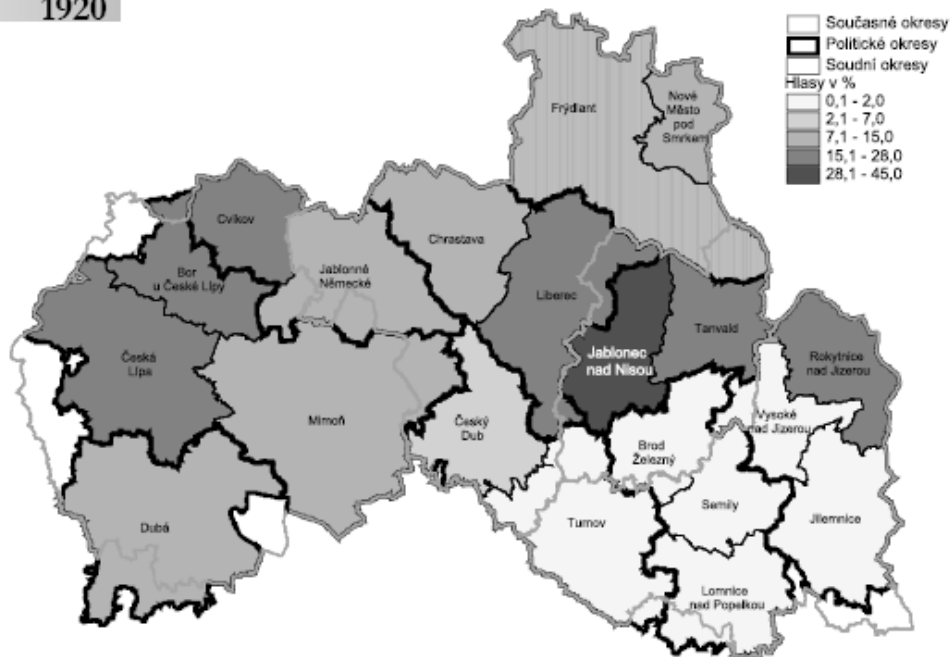 1920
Současné okresy
Politické okresy
Soudní okresy
Hlasy v %
0,1 - 2,0
2,1 - 7,0
7,1 - 15,0
15,1 - 28,0
28,1 - 45,0
Frýdlant
Nové
Město
pod
Smrkem
Cvikov
Chrastava
Bor
u České Lípy
Jablonné
Německé
Liberec
Tanvald
Rokytnice
nad Jizerou
Jablonec
nad Nisou
Česká
Lípa
Mimoň
Český
Dub
Vysoké
nad Jizerou
Brod
Železný
Semily
Jilemnice
Turnov
Dubá
Lomnice
nad Popelkou